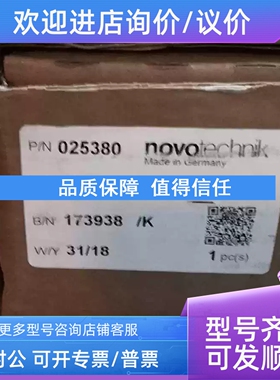 欢迎进店询价/议价
P/N 025380
novotechnik
Made in Germany
品质保障 值得信任
B/N 173938 /K
W/Y 31/18
1 pc(s)
更多型号咨询店铺客服
型号齐
对公 可开专票/普票
可发顺